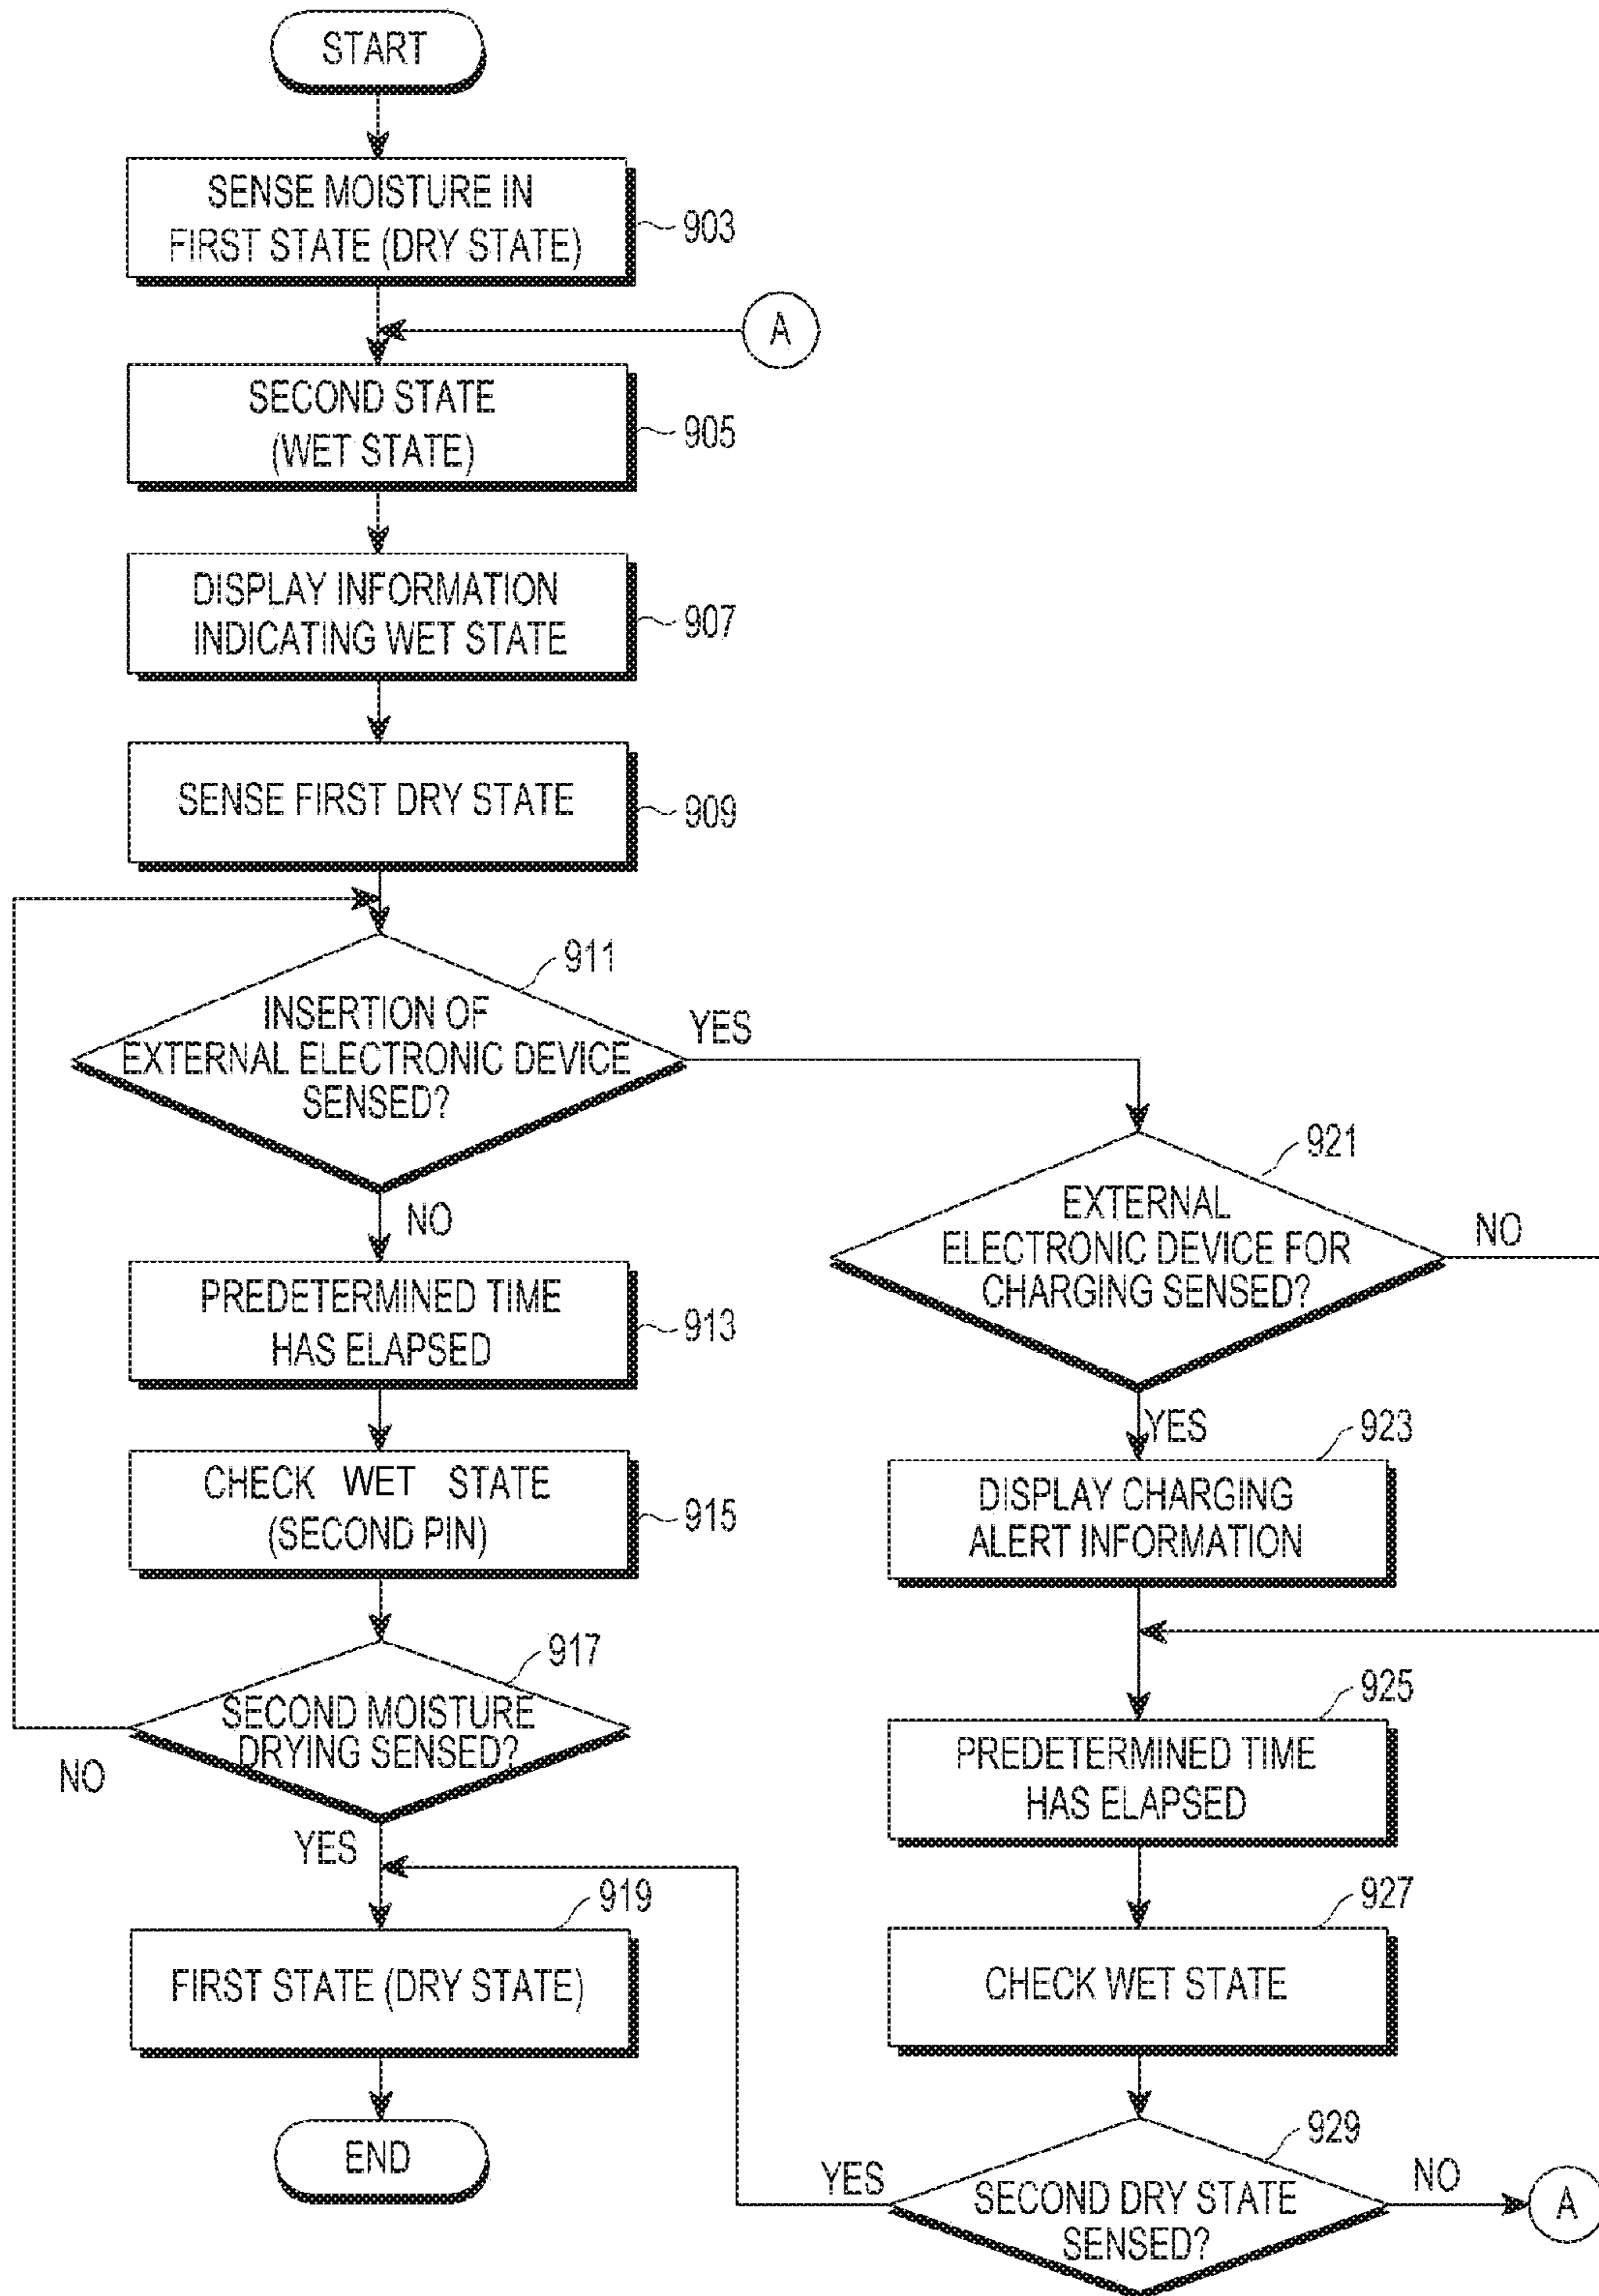 START
SENSE MOISTURE IN
FIRST STATE (DRY STATE)
903
A
SECOND STATE
(WET STATE)
905
DISPLAY INFORMATION
INDICATING WET STATE
907
SENSE FIRST DRY STATE
909
911
INSERTION OF
EXTERNAL ELECTRONIC DEVICE
SENSED?
YES
NO
PREDETERMINED TIME
HAS ELAPSED
913
CHECK WET STATE
(SECOND PIN)
915
917
SECOND MOISTURE
DRYING SENSED?
NO
YES
919
FIRST STATE (DRY STATE)
END
921
EXTERNAL
ELECTRONIC DEVICE FOR
CHARGING SENSED?
NO
YES
923
DISPLAY CHARGING
ALERT INFORMATION
925
PREDETERMINED TIME
HAS ELAPSED
927
CHECK WET STATE
929
SECOND DRY STATE
SENSED?
YES
NO
A